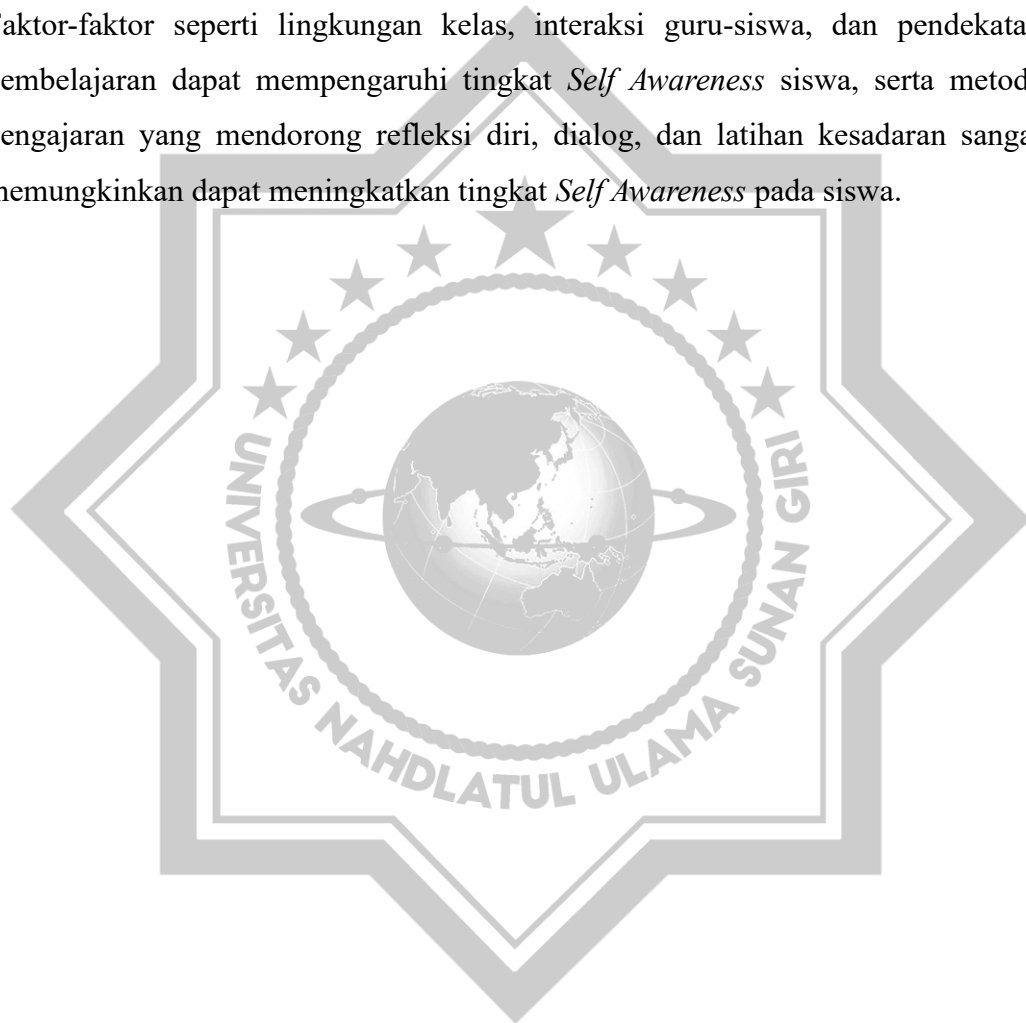 aktor-faktor seperti lingkungan kelas, interaksi guru-siswa, dan pendekata
embelajaran dapat mempengaruhi tingkat Self Awareness siswa, serta metod
engajaran yang mendorong refleksi diri, dialog, dan latihan kesadaran sanga
nemungkinkan dapat meningkatkan tingkat Self Awareness pada siswa.
UNIVERSITAS NAHDLATUL ULAMA SUNAN GIRI